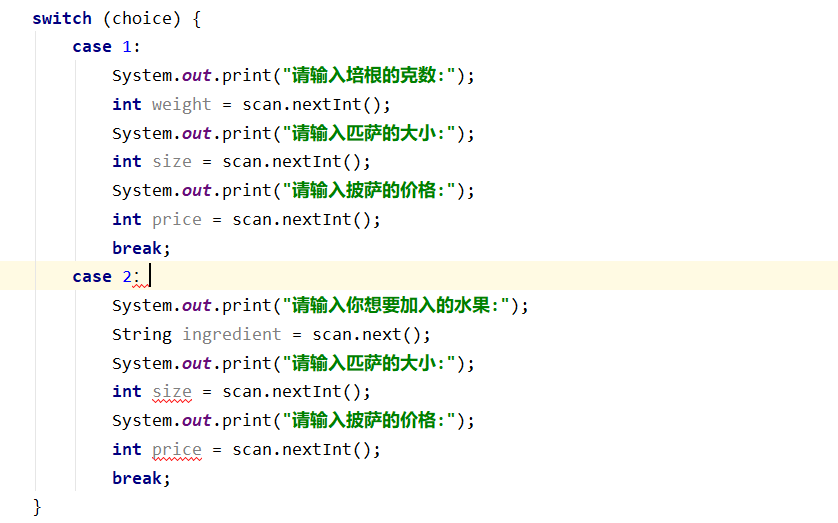 switch (choice) {
case 1:
System.out.print("请输入培根的克数:");
int weight = scan.nextInt();
System.out.print("请输入匹萨的大小:");
int size = scan.nextInt();
System.out.print("请输入披萨的价格:");
int price = scan.nextInt();
break;
case 2:
System.out.print("请输入你想要加入的水果:");
String ingredient = scan.next();
System.out.print("请输入匹萨的大小:");
int size = scan.nextInt();
System.out.print("请输入披萨的价格:");
int price = scan.nextInt();
break;
}